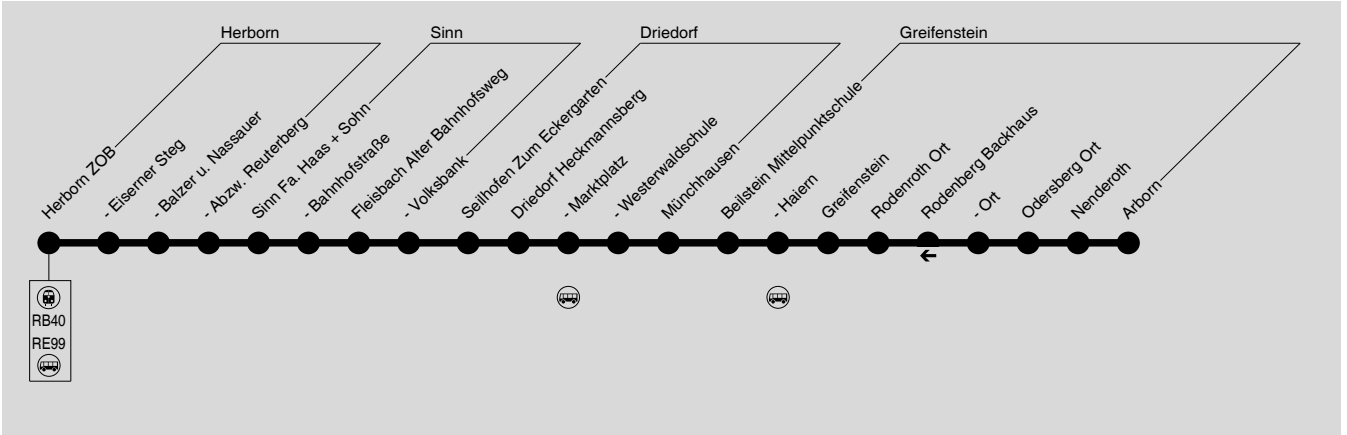 Herborn
Sinn
Driedorf
Greifenstein
Herborn ZOB
- Eiserner Steg
- Balzer u. Nassauer
- Abzw. Reuterberg
Sinn Fa. Haas + Sohn
- Bahnhofstraße
Fleisbach Alter Bahnhofsweg
- Volksbank
Seilhofen Zum Eckergarten
Driedorf Heckmannsberg
- Marktplatz
- Westerwaldschule
Münchhausen
Beilstein Mittelpunktschule
- Haiern
Greifenstein
Rodenroth Ort
Rodenberg Backhaus
- Ort
Odersberg Ort
Nenderoth
Arborn
RB40
RE99